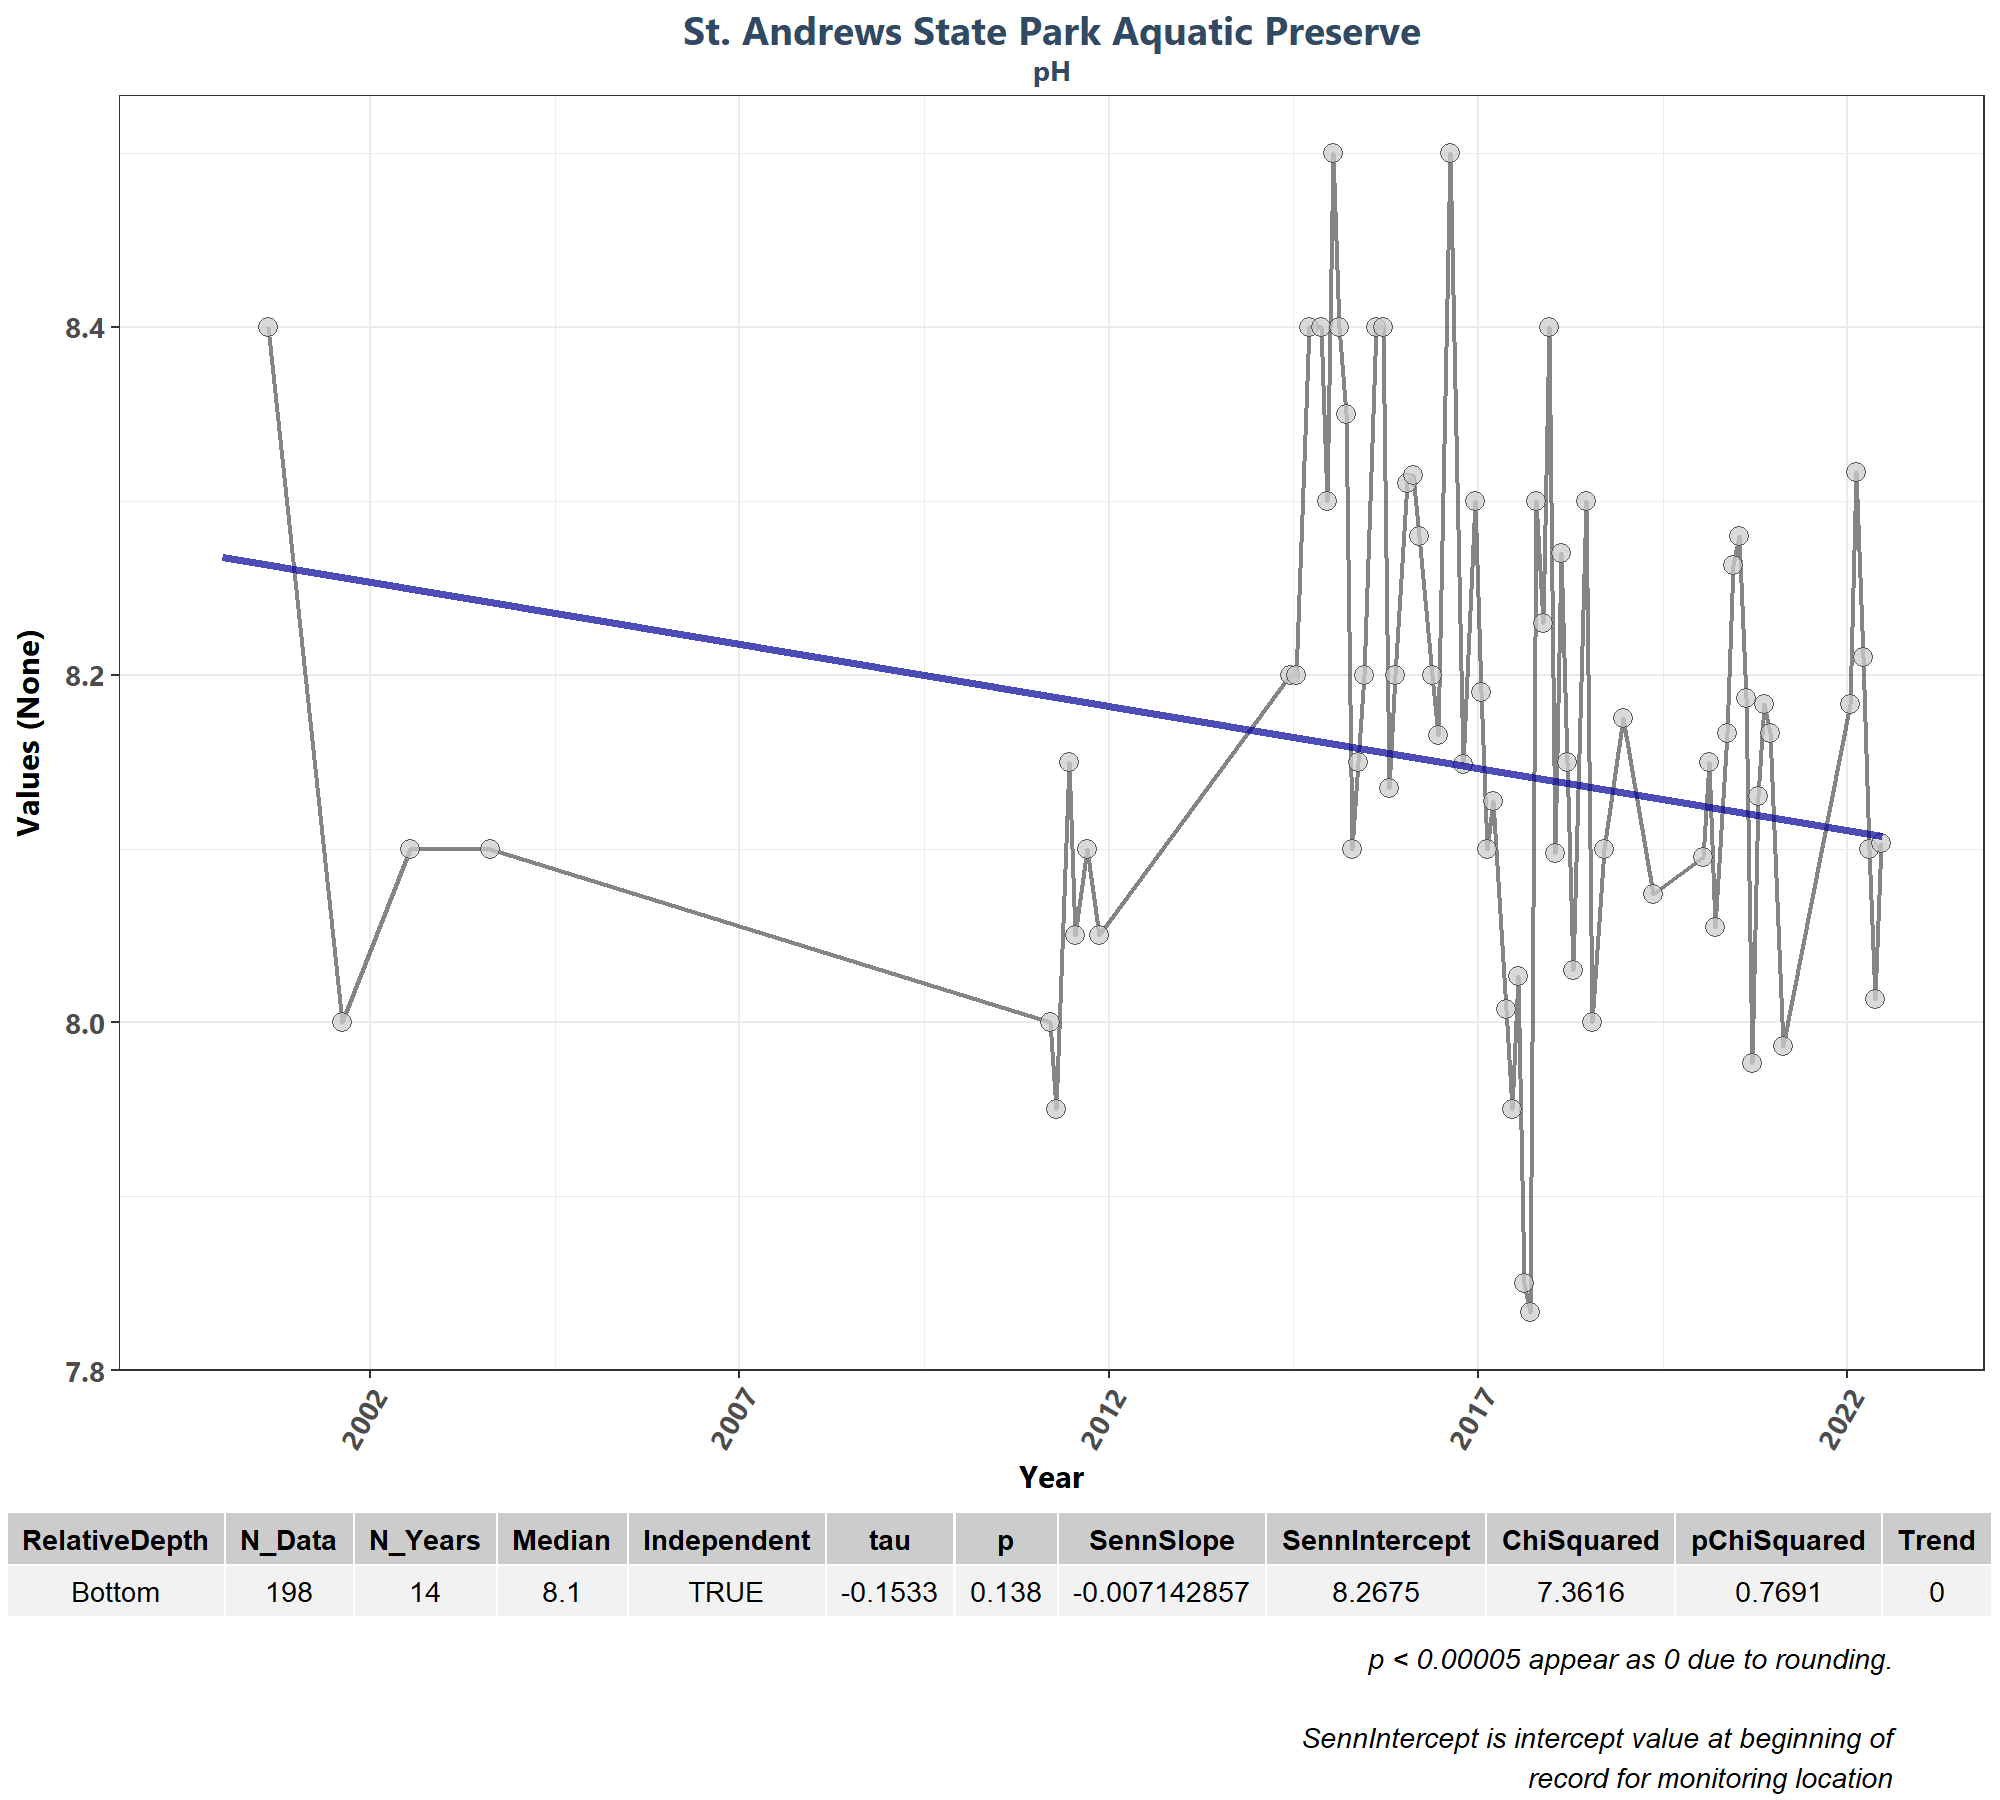 St. Andrews State Park Aquatic Preserve
pH
Values (None)
8.4
8.2
8.0
7.8
2002
2007
2012
2017
2022
Year
RelativeDepth N_Data N_Years Median Independent tau p SennSlope SennIntercept ChiSquared pChiSquared Trend
Bottom 198 14 8.1 TRUE -0.1533 0.138 -0.007142857 8.2675 7.3616 0.7691 0
p < 0.00005 appear as 0 due to rounding.
SennIntercept is intercept value at beginning of
record for monitoring location